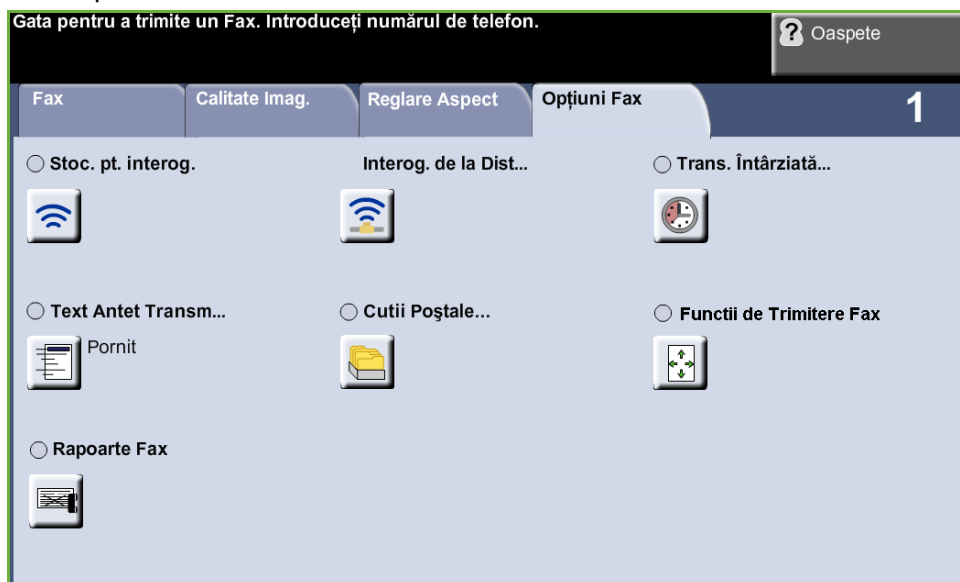 Gata pentru a trimite un Fax. Introduceți numărul de telefon.
? Oaspete
Fax Calitate Imag. Reglare Aspect Opțiuni Fax 1
Stoc. pt. interog. Interog. de la Dist... Trans. Întârziată...
Text Antet Transm... Cutii Poştale... Functii de Trimitere Fax
Pornit
Rapoarte Fax